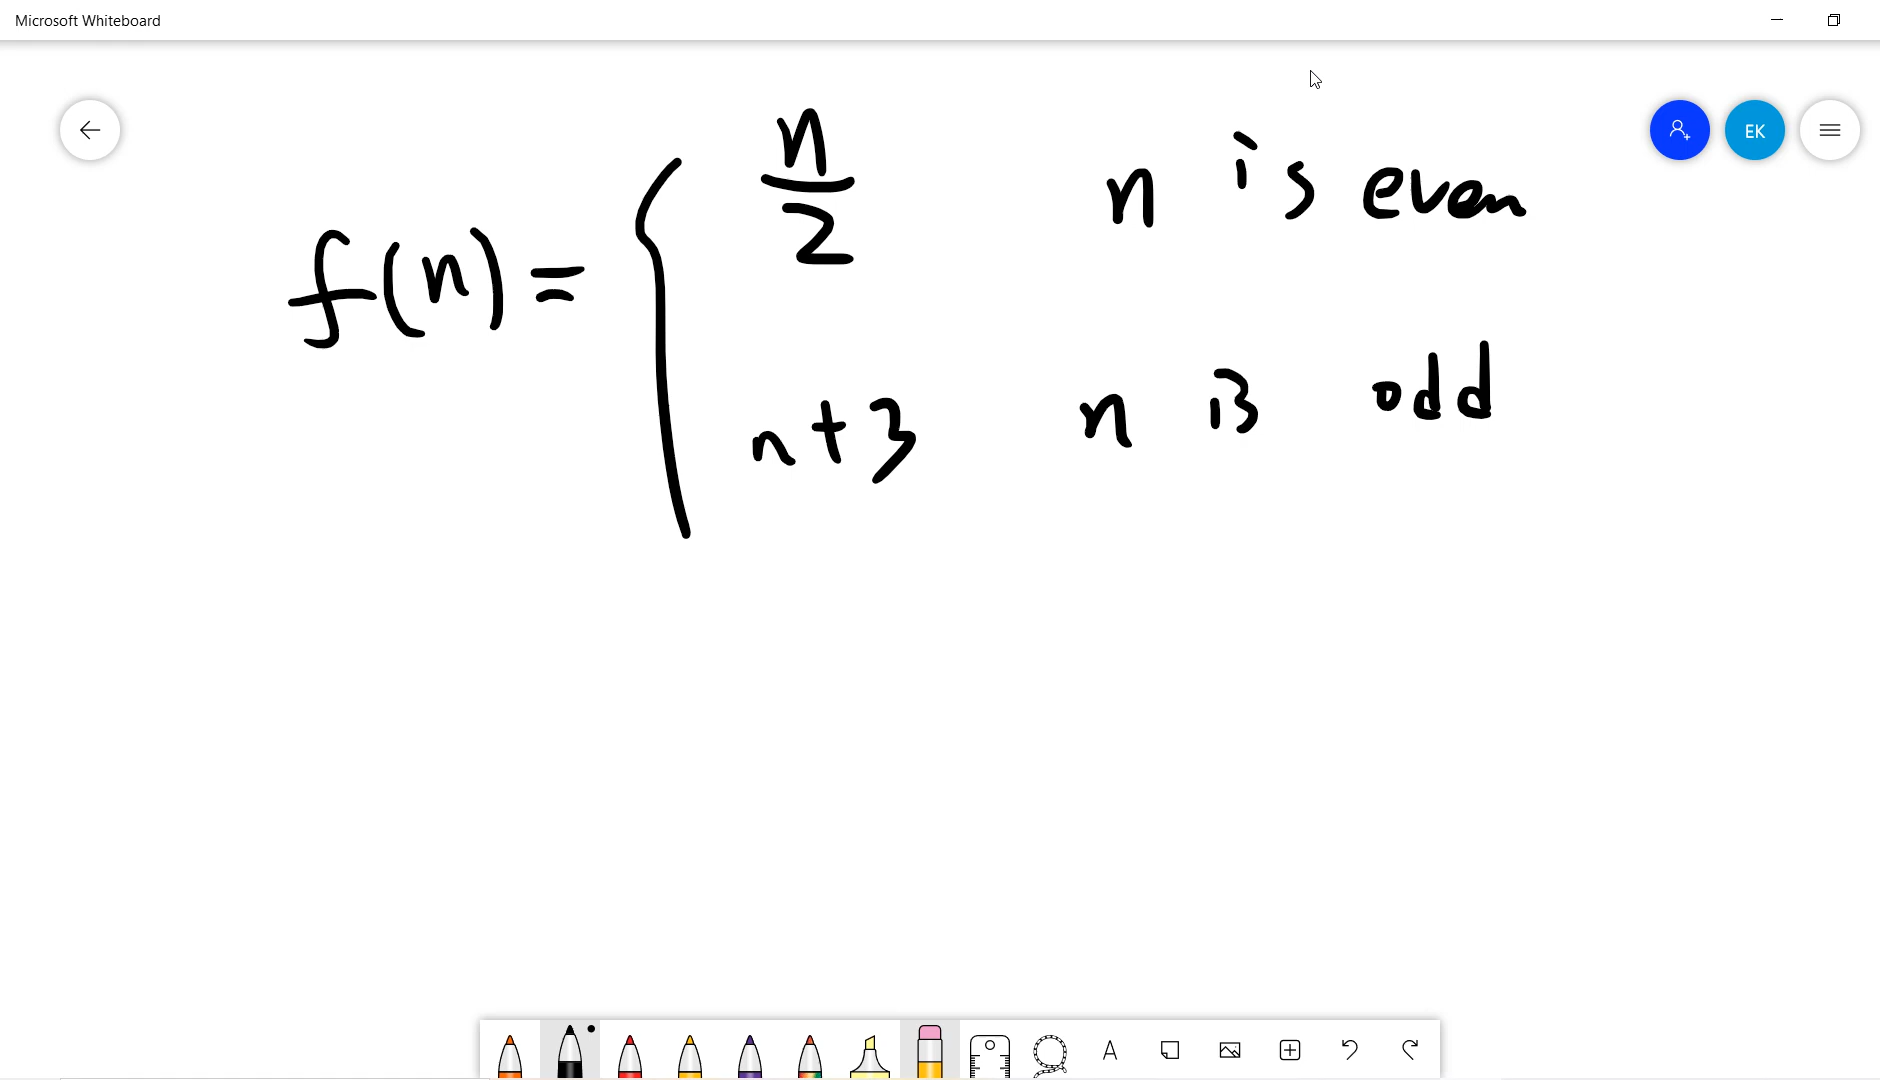 Microsoft Whiteboard
EK
f(n) = { n/2 n is even
n+3 n is odd
A